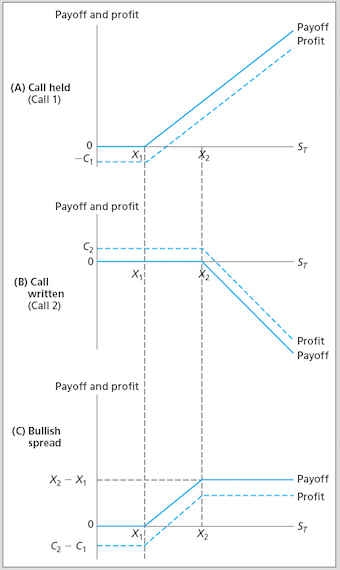 Payoff and profit
Payoff
Profit
(A) Call held
(Call 1)
0
−C₁
X₁
X₂
Sₜ
Payoff and profit
C₂
0
(B) Call
written
(Call 2)
X₁
X₂
Sₜ
Profit
Payoff
Payoff and profit
(C) Bullish
spread
X₂ − X₁
Payoff
Profit
0
X₁
X₂
Sₜ
C₂ − C₁